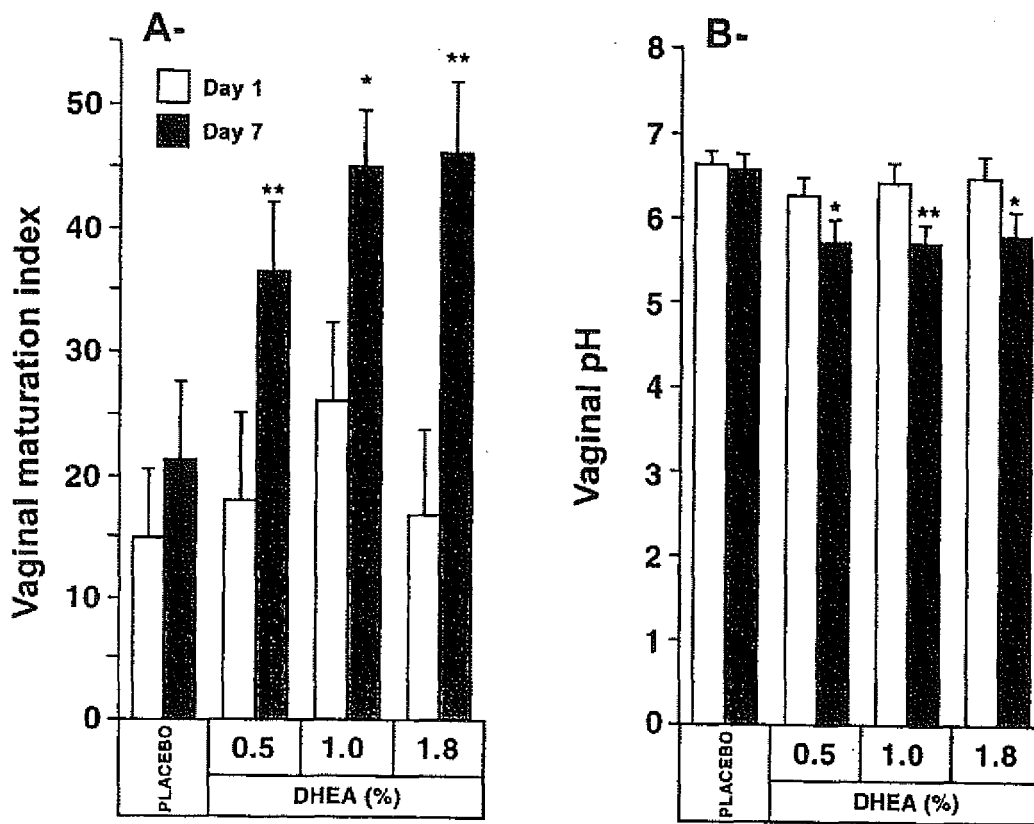 A-
Day 1
Day 7
Vaginal maturation index
50
40
30
20
10
0
**
*
**
PLACEBO
0.5
1.0
1.8
DHEA (%)
B-
Vaginal pH
8
7
6
5
4
3
2
1
0
*
**
*
PLACEBO
0.5
1.0
1.8
DHEA (%)